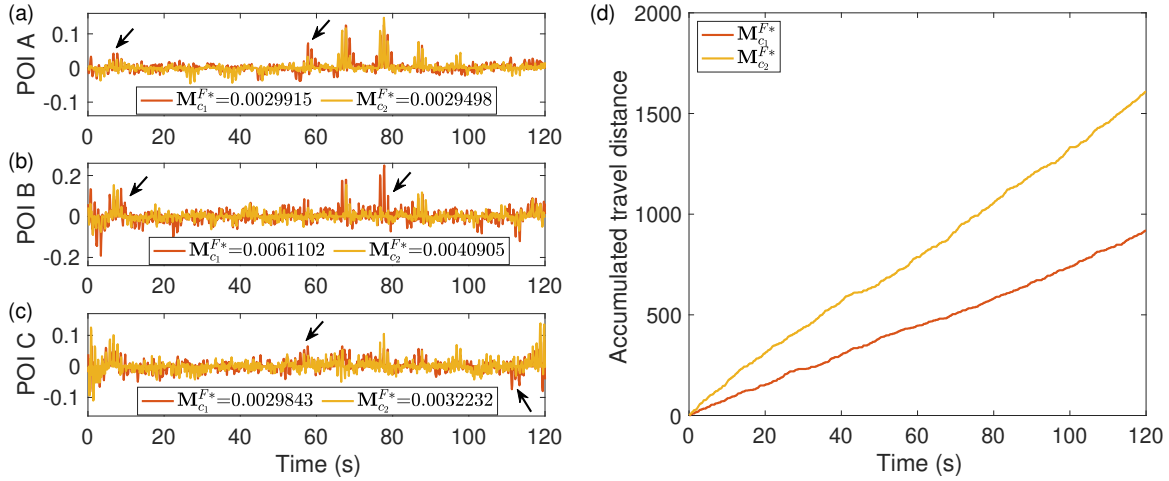 (a)
POI A
0.1
0
-0.1
M_{c_1}^{F*}=0.0029915 M_{c_2}^{F*}=0.0029498
0 20 40 60 80 100 120
(b)
POI B
0.2
0
-0.2
M_{c_1}^{F*}=0.0061102 M_{c_2}^{F*}=0.0040905
0 20 40 60 80 100 120
(c)
POI C
0.1
0
-0.1
M_{c_1}^{F*}=0.0029843 M_{c_2}^{F*}=0.0032232
0 20 40 60 80 100 120
Time (s)
(d)
Accumulated travel distance
2000
1500
1000
500
0
M_{c_1}^{F*}
M_{c_2}^{F*}
0 20 40 60 80 100 120
Time (s)